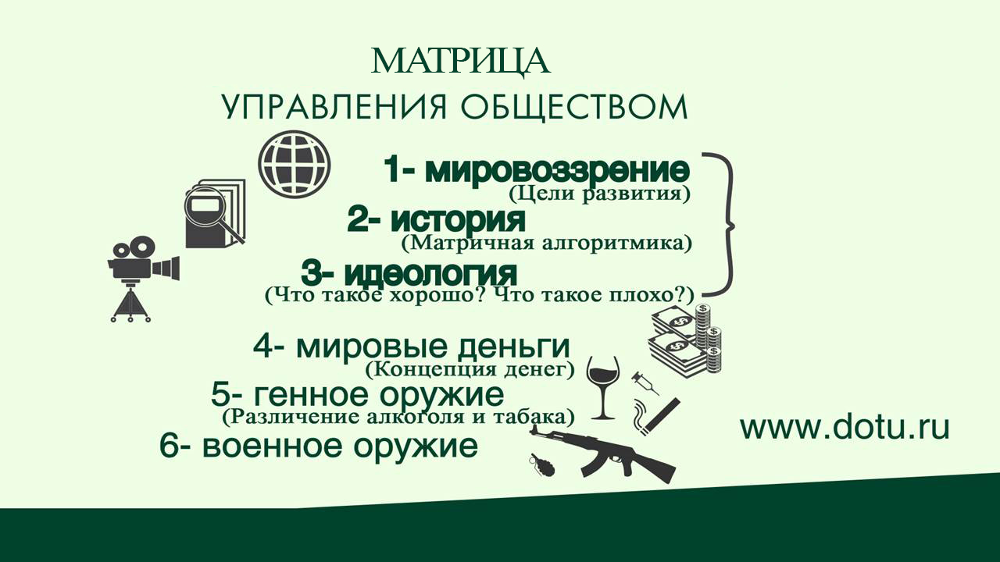 МАТРИЦА
УПРАВЛЕНИЯ ОБЩЕСТВОМ
1- мировоззрение
(Цели развития)
2- история
(Матричная алгоритмика)
3- идеология
(Что такое хорошо? Что такое плохо?)
4- мировые деньги
(Концепция денег)
5- генное оружие
(Различение алкоголя и табака)
6- военное оружие
www.dotu.ru